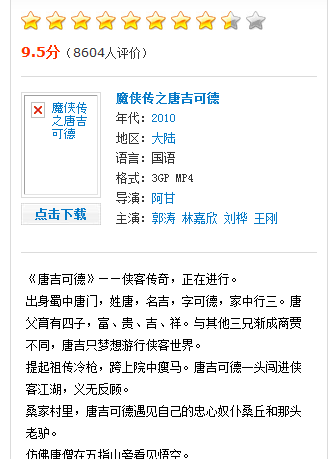 9.5分（8604人评价）
魔侠传之唐吉可德
魔侠传
之唐吉
可德
年代：2010
地区：大陆
语言：国语
格式：3GP MP4
导演：阿甘
点击下载
主演：郭涛 林嘉欣 刘桦 王刚
《唐吉可德》——侠客传奇，正在进行。
出身蜀中唐门，姓唐，名吉，字可德，家中行三。唐
父育有四子，富、贵、吉、祥。与其他三兄渐成商贾
不同，唐吉只梦想游行侠客世界。
提起祖传冷枪，跨上院中瘦马。唐吉可德一头闯进侠
客江湖，义无反顾。
桑家村里，唐吉可德遇见自己的忠心奴仆桑丘和那头
老驴。
仿佛唐僧在五指山旁看见悟空。